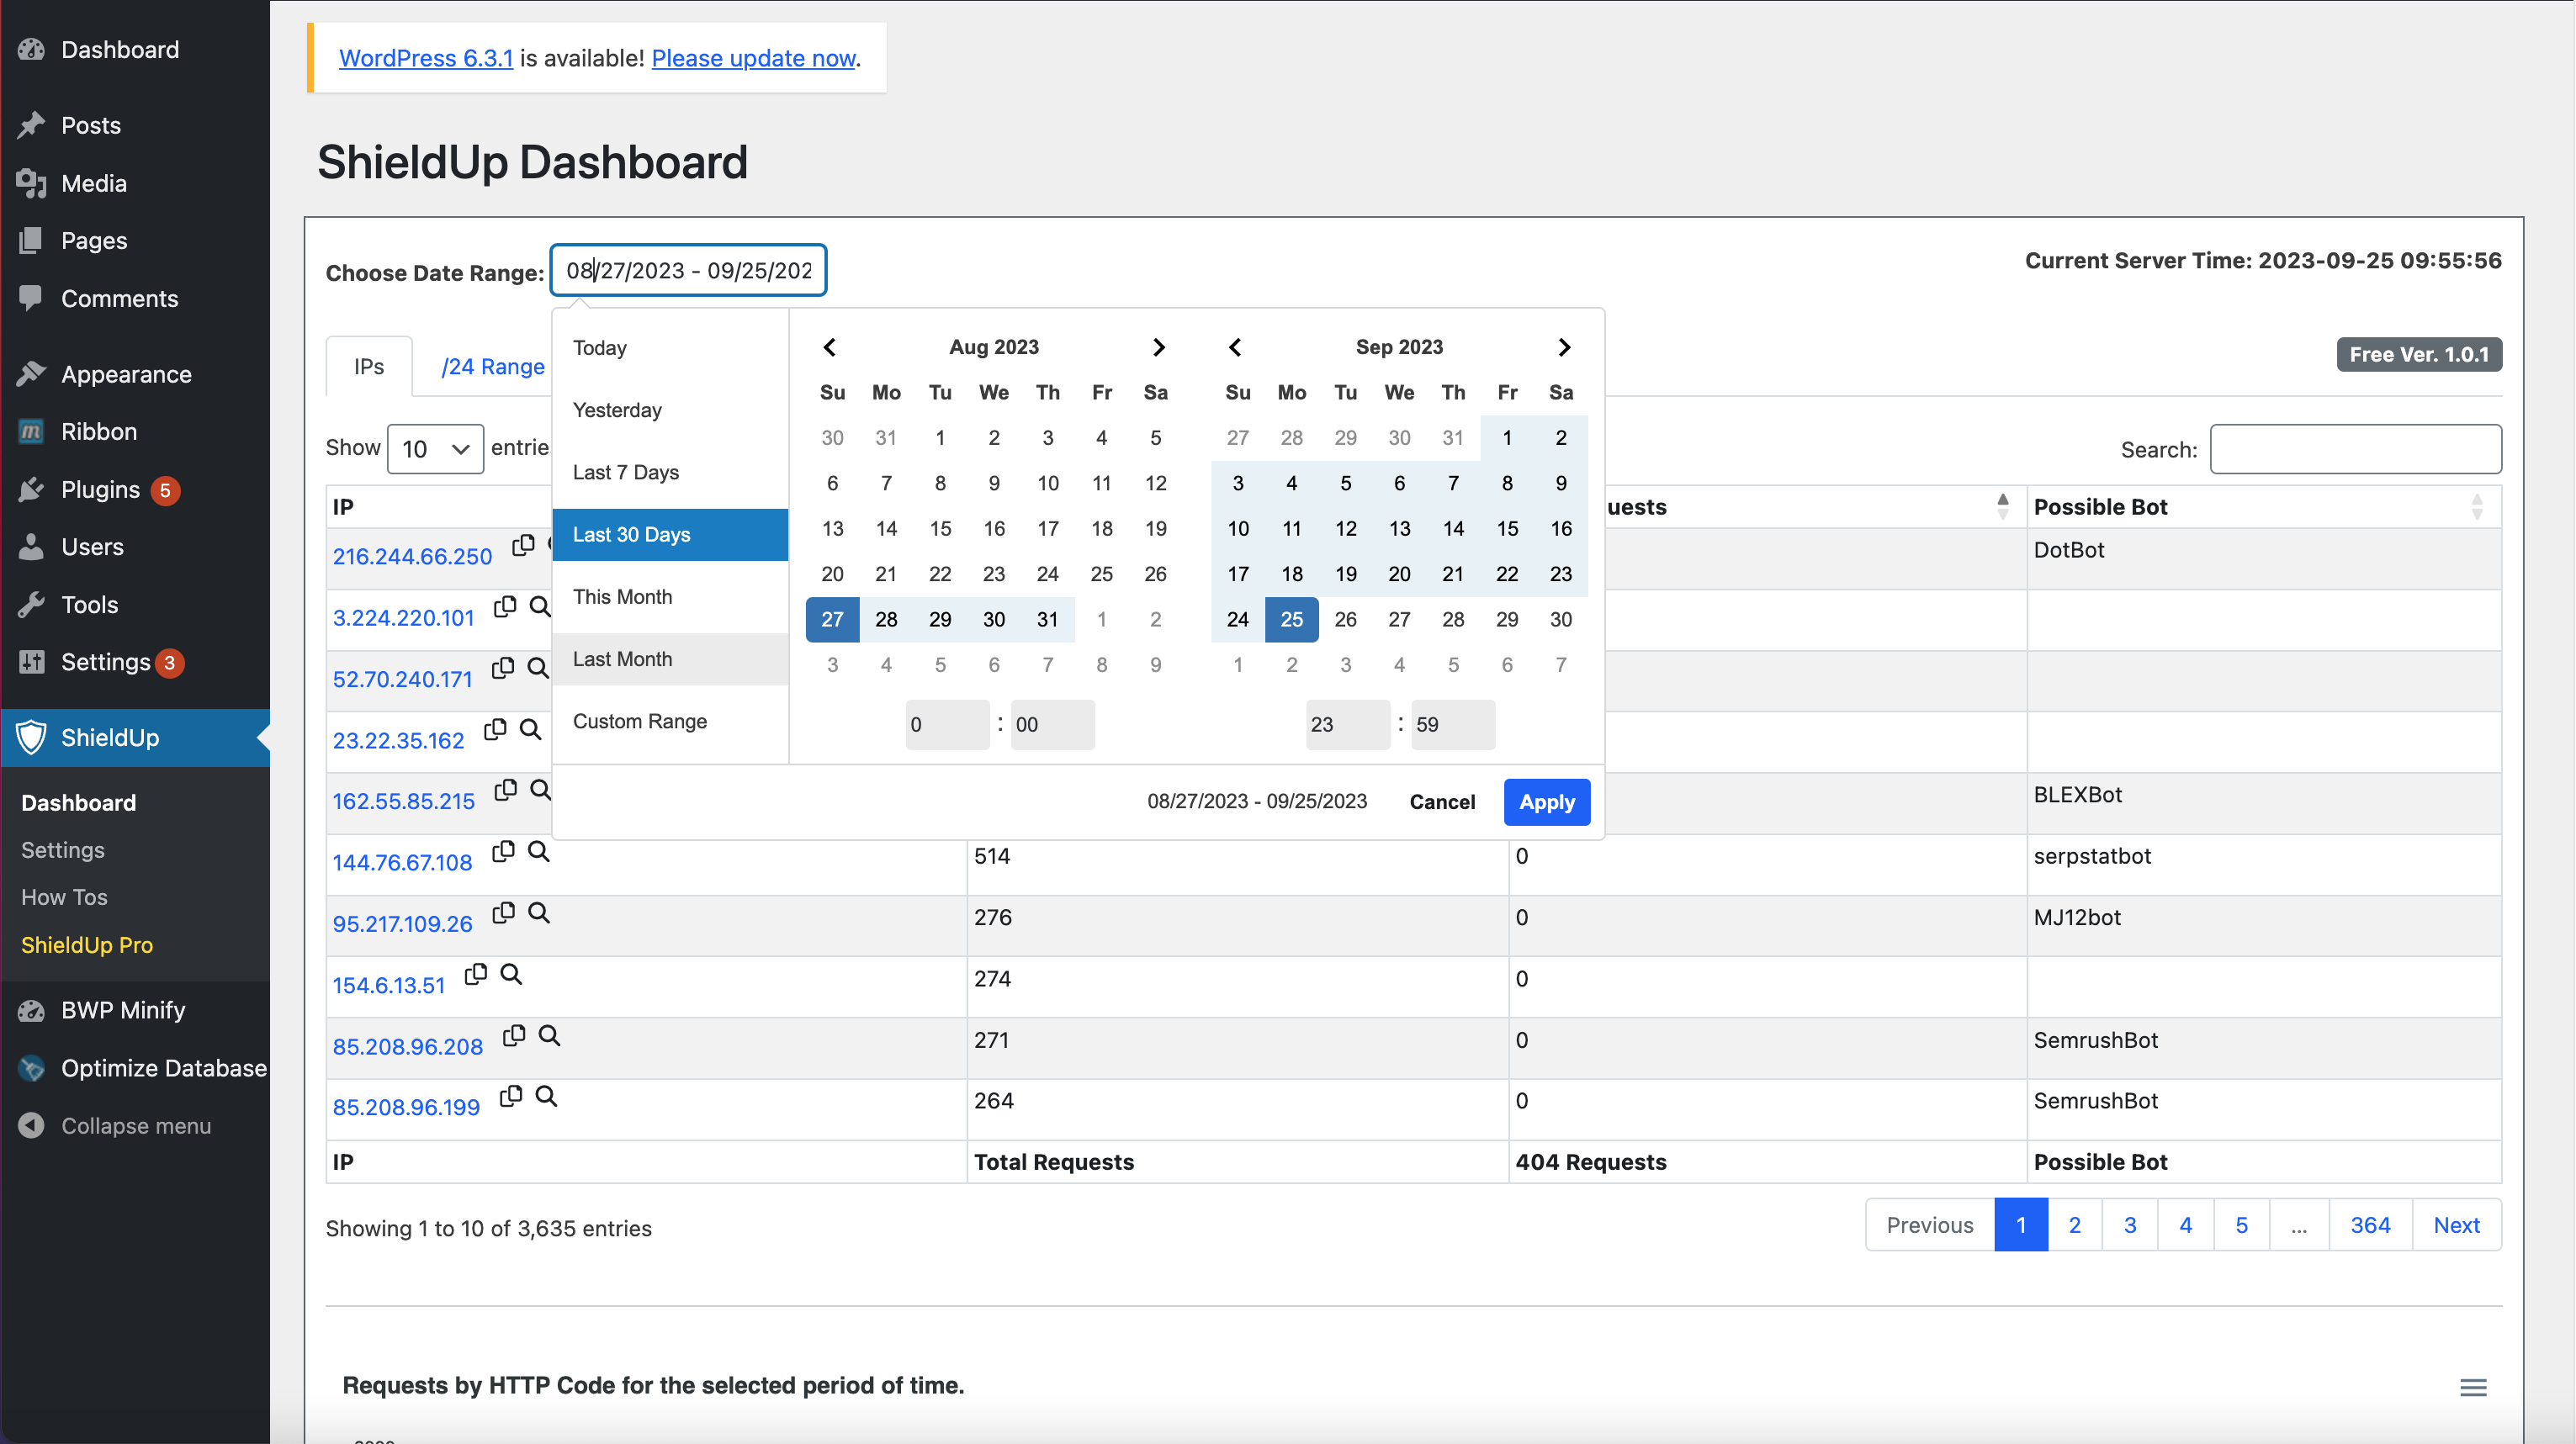 Dashboard
Posts
Media
Pages
Comments
Appearance
Ribbon
Plugins 5
Users
Tools
Settings 3
ShieldUp
Dashboard
Settings
How Tos
ShieldUp Pro
BWP Minify
Optimize Database
Collapse menu
WordPress 6.3.1 is available! Please update now.
ShieldUp Dashboard
Choose Date Range: 08/27/2023 - 09/25/202
Current Server Time: 2023-09-25 09:55:56
IPs /24 Range
Free Ver. 1.0.1
Show 10 entrie
Search:
Today
Yesterday
Last 7 Days
Last 30 Days
This Month
Last Month
Custom Range
Aug 2023
Su Mo Tu We Th Fr Sa
30 31 1 2 3 4 5
6 7 8 9 10 11 12
13 14 15 16 17 18 19
20 21 22 23 24 25 26
27 28 29 30 31 1 2
3 4 5 6 7 8 9
0 : 00
Sep 2023
Su Mo Tu We Th Fr Sa
27 28 29 30 31 1 2
3 4 5 6 7 8 9
10 11 12 13 14 15 16
17 18 19 20 21 22 23
24 25 26 27 28 29 30
1 2 3 4 5 6 7
23 : 59
08/27/2023 - 09/25/2023 Cancel Apply
IP uests Possible Bot
216.244.66.250 DotBot
3.224.220.101
52.70.240.171
23.22.35.162
162.55.85.215 BLEXBot
144.76.67.108 514 0 serpstatbot
95.217.109.26 276 0 MJ12bot
154.6.13.51 274 0
85.208.96.208 271 0 SemrushBot
85.208.96.199 264 0 SemrushBot
IP Total Requests 404 Requests Possible Bot
Showing 1 to 10 of 3,635 entries
Previous 1 2 3 4 5 ... 364 Next
Requests by HTTP Code for the selected period of time.